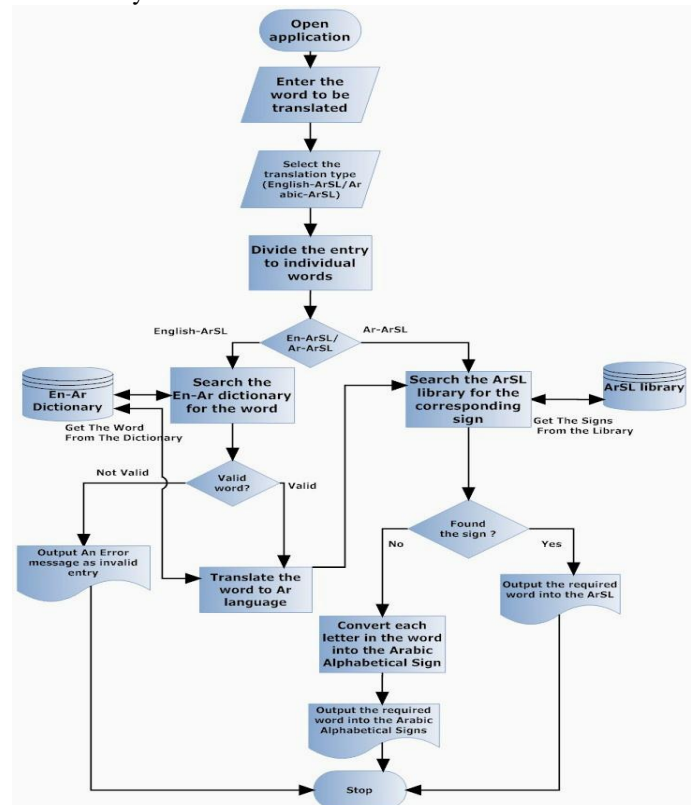 Open
application
Enter the
word to be
translated
Select the
translation type
(English-ArSL/Ar
abic-ArSL)
Divide the entry
to individual
words
English-ArSL
En-ArSL/
Ar-ArSL
Ar-ArSL
En-Ar
Dictionary
Search the
En-Ar dictionary
for the word
Search the ArSL
library for the
corresponding
sign
ArSL library
Get The Word
From The Dictionary
Get The Signs
From the Library
Not Valid
Valid
word?
Valid
Output An Error
message as invalid
entry
Translate the
word to Ar
language
No
Found
the sign ?
Yes
Output the required
word into the ArSL
Convert each
letter in the word
into the Arabic
Alphabetical Sign
Output the required
word into the Arabic
Alphabetical Signs
Stop